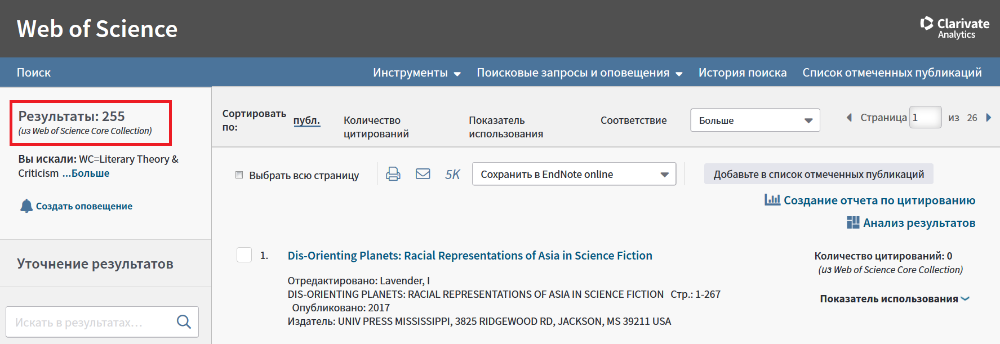 Web of Science
Clarivate
Analytics
Поиск
Инструменты
Поисковые запросы и оповещения
История поиска
Список отмеченных публикаций
Результаты: 255
(из Web of Science Core Collection)
Вы искали: WC=Literary Theory &
Criticism ...Больше
Создать оповещение
Уточнение результатов
Искать в результатах...
Сортировать
по:
публ.
Количество
цитирований
Показатель
использования
Соответствие
Больше
Страница 1 из 26
Выбрать всю страницу
5K
Сохранить в EndNote online
Добавьте в список отмеченных публикаций
Создание отчета по цитированию
Анализ результатов
1. Dis-Orienting Planets: Racial Representations of Asia in Science Fiction
Отредактировано: Lavender, I
DIS-ORIENTING PLANETS: RACIAL REPRESENTATIONS OF ASIA IN SCIENCE FICTION Стр.: 1-267
Опубликовано: 2017
Издатель: UNIV PRESS MISSISSIPPI, 3825 RIDGEWOOD RD, JACKSON, MS 39211 USA
Количество цитирований: 0
(из Web of Science Core Collection)
Показатель использования